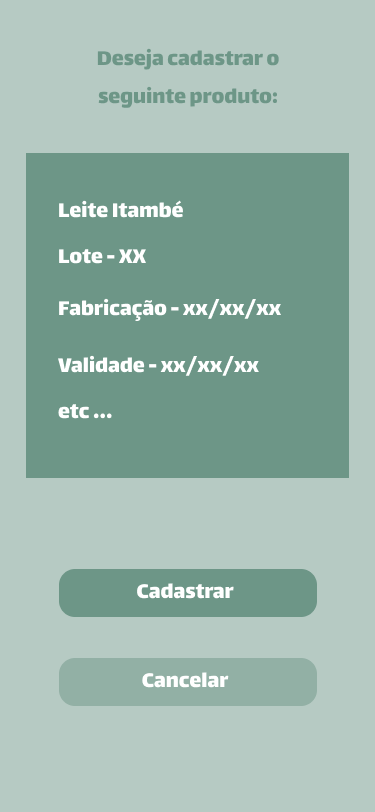 Deseja cadastrar o
seguinte produto:
Leite Itambé
Lote - XX
Fabricação - xx/xx/xx
Validade - xx/xx/xx
etc ...
Cadastrar
Cancelar